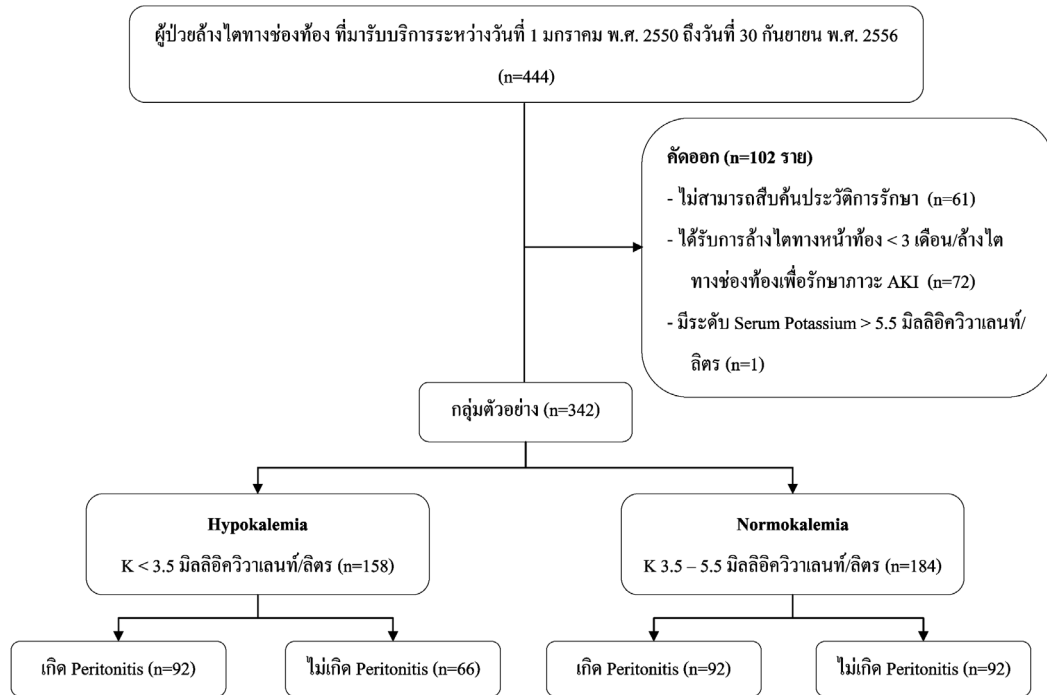 ผู้ป่วยล้างไตทางช่องท้อง ที่มารับบริการระหว่างวันที่ 1 มกราคม พ.ศ. 2550 ถึงวันที่ 30 กันยายน พ.ศ. 2556
(n=444)
คัดออก (n=102 ราย)
- ไม่สามารถสืบค้นประวัติการรักษา (n=61)
- ได้รับการล้างไตทางหน้าท้อง < 3 เดือน/ล้างไต
ทางช่องท้องเพื่อรักษาภาวะ AKI (n=72)
- มีระดับ Serum Potassium > 5.5 มิลลิอิควิวาเลนท์/
ลิตร (n=1)
กลุ่มตัวอย่าง (n=342)
Hypokalemia
K < 3.5 มิลลิอิควิวาเลนท์/ลิตร (n=158)
Normokalemia
K 3.5 – 5.5 มิลลิอิควิวาเลนท์/ลิตร (n=184)
เกิด Peritonitis (n=92)
ไม่เกิด Peritonitis (n=66)
เกิด Peritonitis (n=92)
ไม่เกิด Peritonitis (n=92)